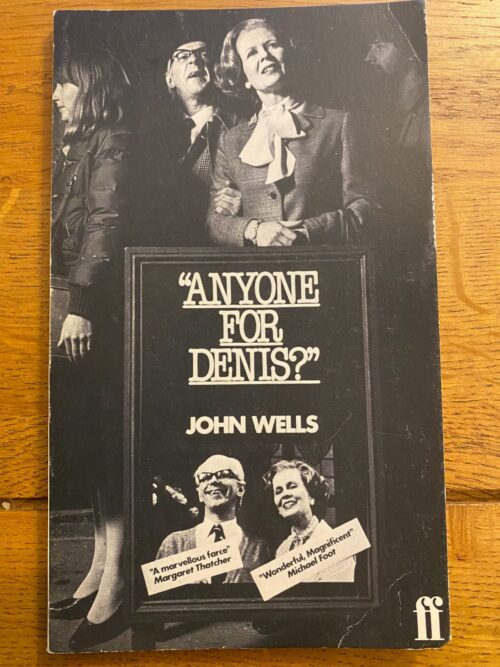 "ANYONE
FOR
DENIS?"
JOHN WELLS
"A marvellous farce"
Margaret Thatcher
"Wonderful, Magnificent"
Michael Foot
ff